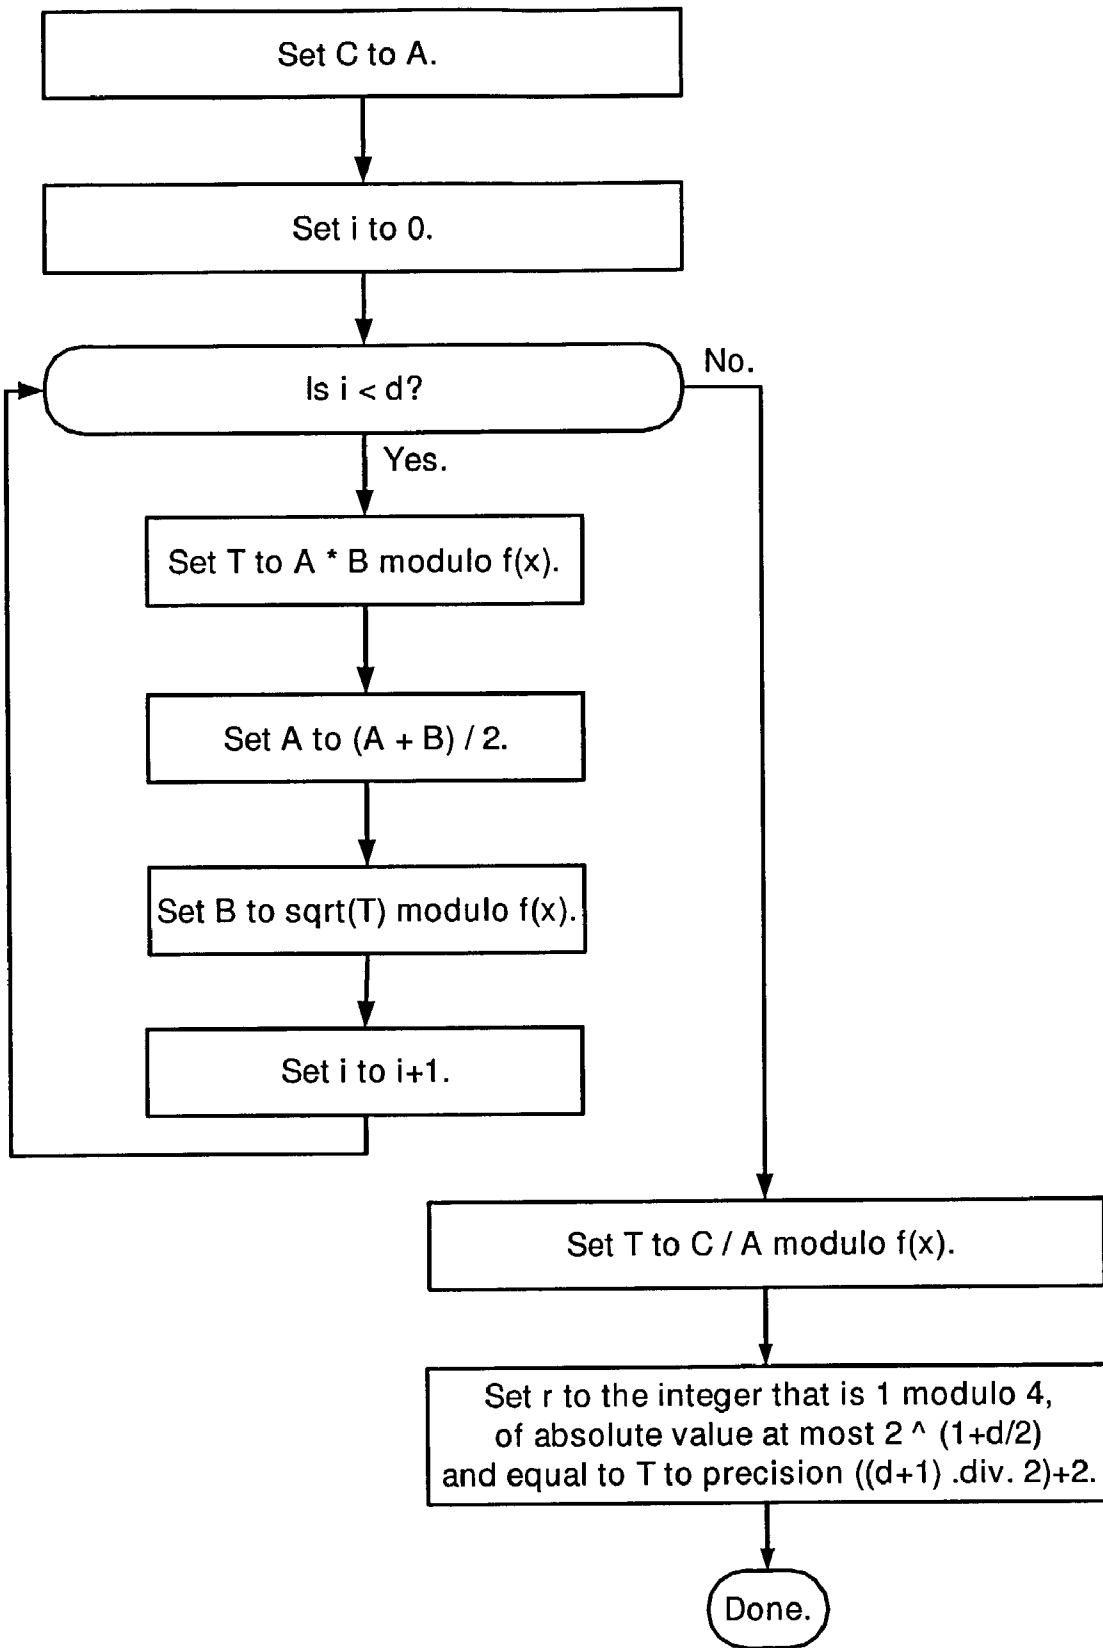 Set C to A.
Set i to 0.
Is i < d?
No.
Yes.
Set T to A * B modulo f(x).
Set A to (A + B) / 2.
Set B to sqrt(T) modulo f(x).
Set i to i+1.
Set T to C / A modulo f(x).
Set r to the integer that is 1 modulo 4,
of absolute value at most 2 ^ (1+d/2)
and equal to T to precision ((d+1) .div. 2)+2.
Done.